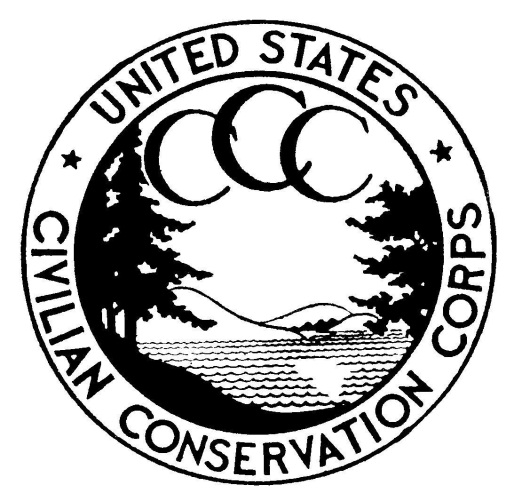 UNITED STATES
CCC
CIVILIAN CONSERVATION CORPS